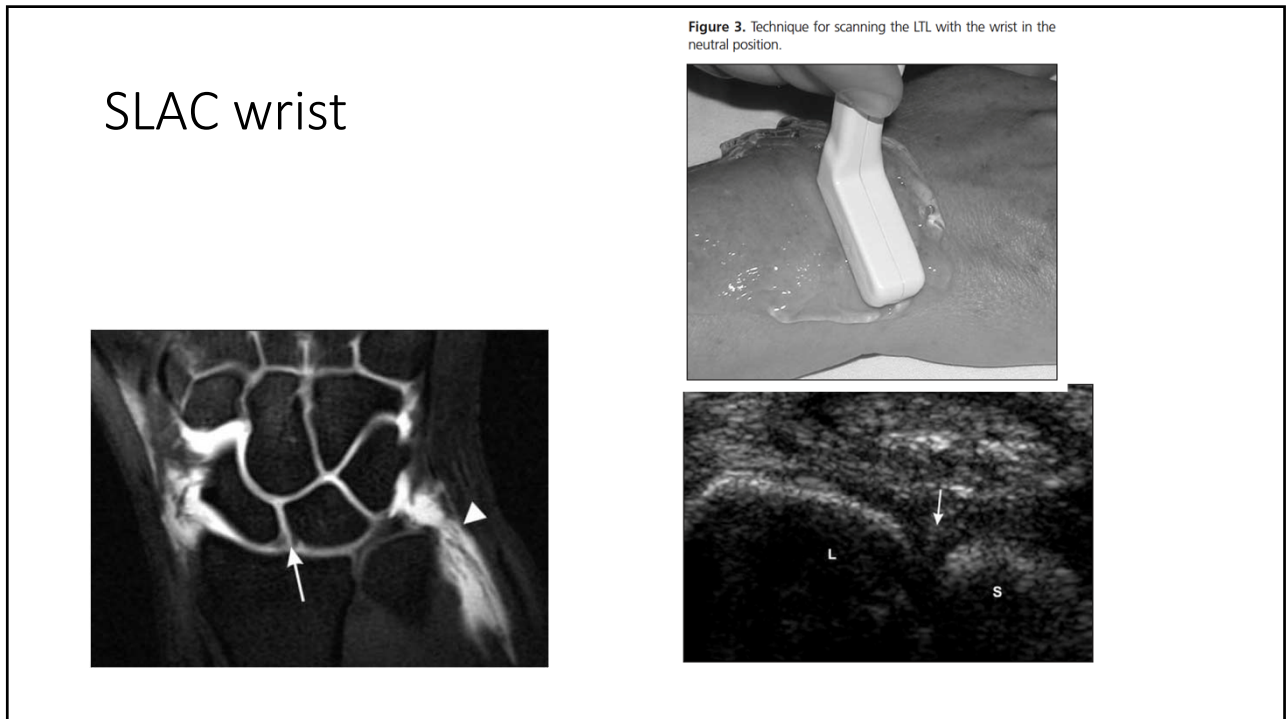 SLAC wrist
Figure 3. Technique for scanning the LTL with the wrist in the
neutral position.
L
S